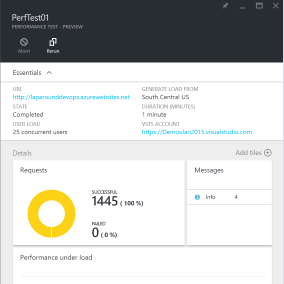 PerfTest01
PERFORMANCE TEST - PREVIEW
Abort
Rerun
Essentials
URL
http://laparounddevops.azurewebsites.net
GENERATE LOAD FROM
South Central US
STATE
Completed
DURATION (MINUTES)
1 minute
USER LOAD
25 concurrent users
VSTS ACCOUNT
https://DemosJan2015.visualstudio.com
Details
Add tiles
Requests
SUCCESSFUL
1445 ( 100 %)
FAILED
0 ( 0 %)
Messages
Info 4
Performance under load